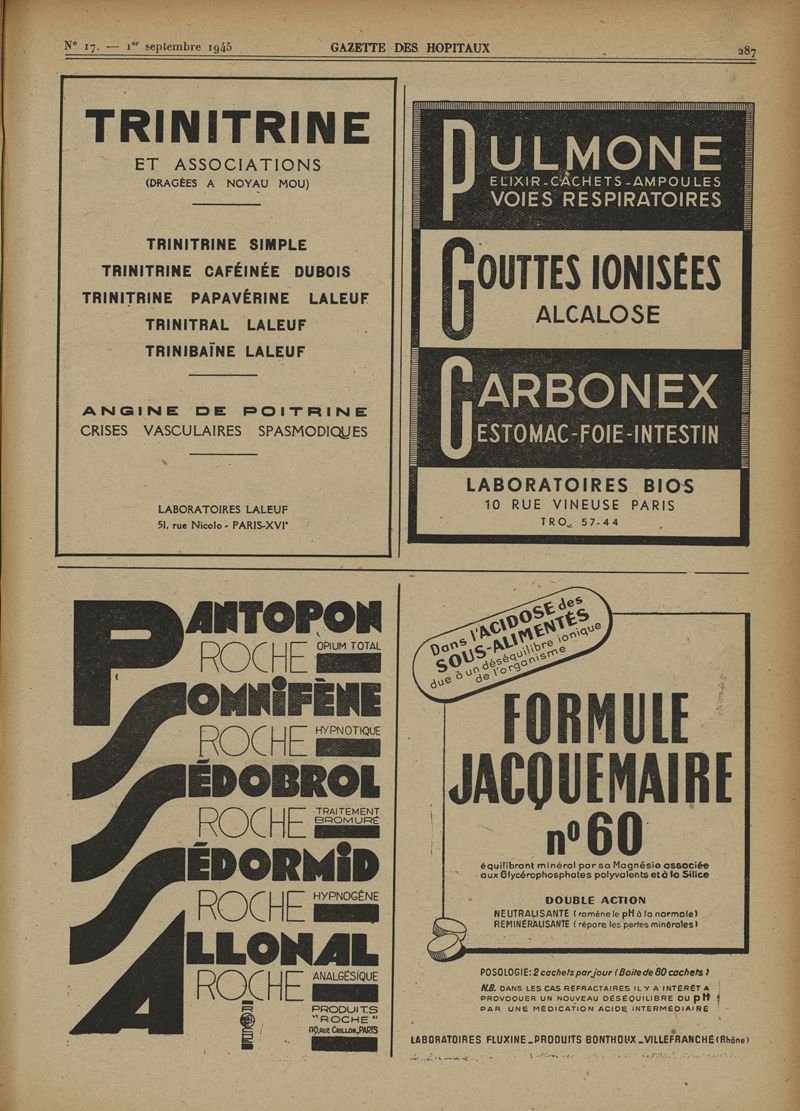 N° 17. — 1er septembre 1945
GAZETTE DES HOPITAUX
287
TRINITRINE
ET ASSOCIATIONS
(DRAGÉES A NOYAU MOU)
TRINITRINE SIMPLE
TRINITRINE CAFÉINÉE DUBOIS
TRINITRINE PAPAVÉRINE LALEUF
TRINITRAL LALEUF
TRINIBAÏNE LALEUF
ANGINE DE POITRINE
CRISES VASCULAIRES SPASMODIQUES
LABORATOIRES LALEUF
51, rue Nicolo - PARIS-XVIe
PULMONE
ELIXIR-CACHETS-AMPOULES
VOIES RESPIRATOIRES
GOUTTES IONISÉES
ALCALOSE
CARBONEX
ESTOMAC-FOIE-INTESTIN
LABORATOIRES BIOS
10 RUE VINEUSE PARIS
TRO. 57-44
PANTOPON
ROCHE OPIUM TOTAL
SOMNIFÈNE
ROCHE HYPNOTIQUE
SÉDOBROL
ROCHE TRAITEMENT
BROMURÉ
SÉDORMID
ROCHE HYPNOGÈNE
ALLONAL
ROCHE ANALGÉSIQUE
PRODUITS
"ROCHE"
10, RUE CRILLON, PARIS
Dans l'ACIDOSE des
SOUS-ALIMENTÉS
due à un déséquilibre ionique
de l'organisme
FORMULE
JACQUEMAIRE
n° 60
équilibrant minéral par sa Magnésie associée
aux Glycérophosphates polyvalents et à la Silice
DOUBLE ACTION
NEUTRALISANTE (ramène le pH à la normale)
REMINÉRALISANTE (répare les pertes minérales)
POSOLOGIE: 2 cachets par jour (Boite de 80 cachets)
N.B. DANS LES CAS REFRACTAIRES IL Y A INTÉRÊT A
PROVOQUER UN NOUVEAU DÉSÉQUILIBRE DU pH
PAR UNE MÉDICATION ACIDE INTERMÉDIAIRE
LABORATOIRES FLUXINE_PRODUITS BONTHOUX_VILLEFRANCHE (Rhône)